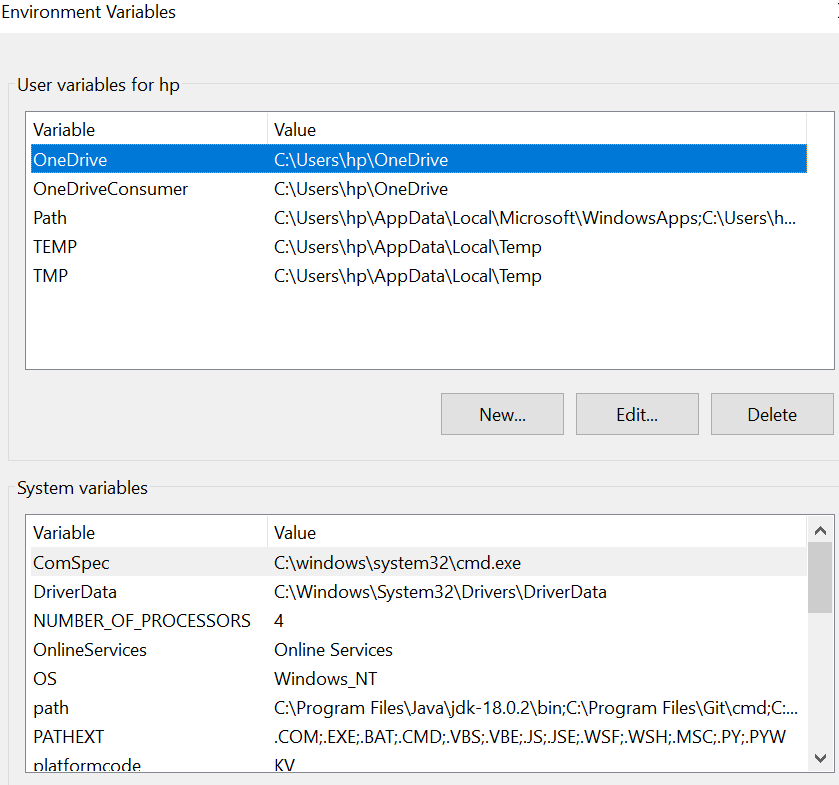 Environment Variables
User variables for hp
Variable Value
OneDrive C:\Users\hp\OneDrive
OneDriveConsumer C:\Users\hp\OneDrive
Path C:\Users\hp\AppData\Local\Microsoft\WindowsApps;C:\Users\h...
TEMP C:\Users\hp\AppData\Local\Temp
TMP C:\Users\hp\AppData\Local\Temp
New... Edit... Delete
System variables
Variable Value
ComSpec C:\windows\system32\cmd.exe
DriverData C:\Windows\System32\Drivers\DriverData
NUMBER_OF_PROCESSORS 4
OnlineServices Online Services
OS Windows_NT
path C:\Program Files\Java\jdk-18.0.2\bin;C:\Program Files\Git\cmd;C:...
PATHEXT .COM;.EXE;.BAT;.CMD;.VBS;.VBE;.JS;.JSE;.WSF;.WSH;.MSC;.PY;.PYW
platformcode KV